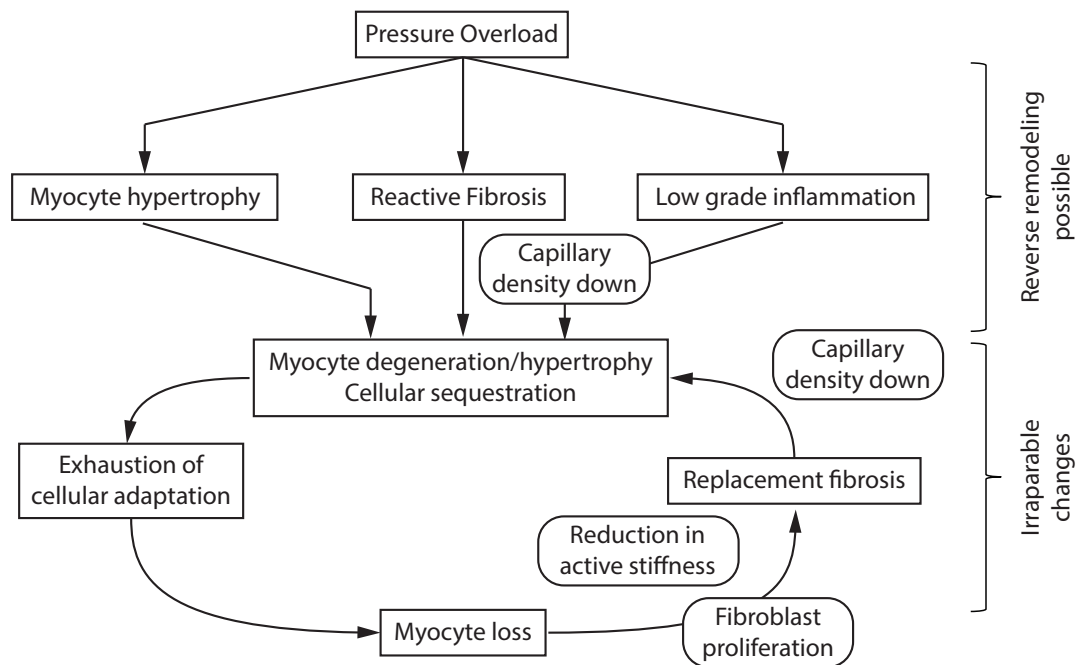 Pressure Overload
Myocyte hypertrophy
Reactive Fibrosis
Low grade inflammation
Capillary
density down
Reverse remodeling
possible
Myocyte degeneration/hypertrophy
Cellular sequestration
Capillary
density down
Exhaustion of
cellular adaptation
Replacement fibrosis
Reduction in
active stiffness
Myocyte loss
Fibroblast
proliferation
Irraparable
changes